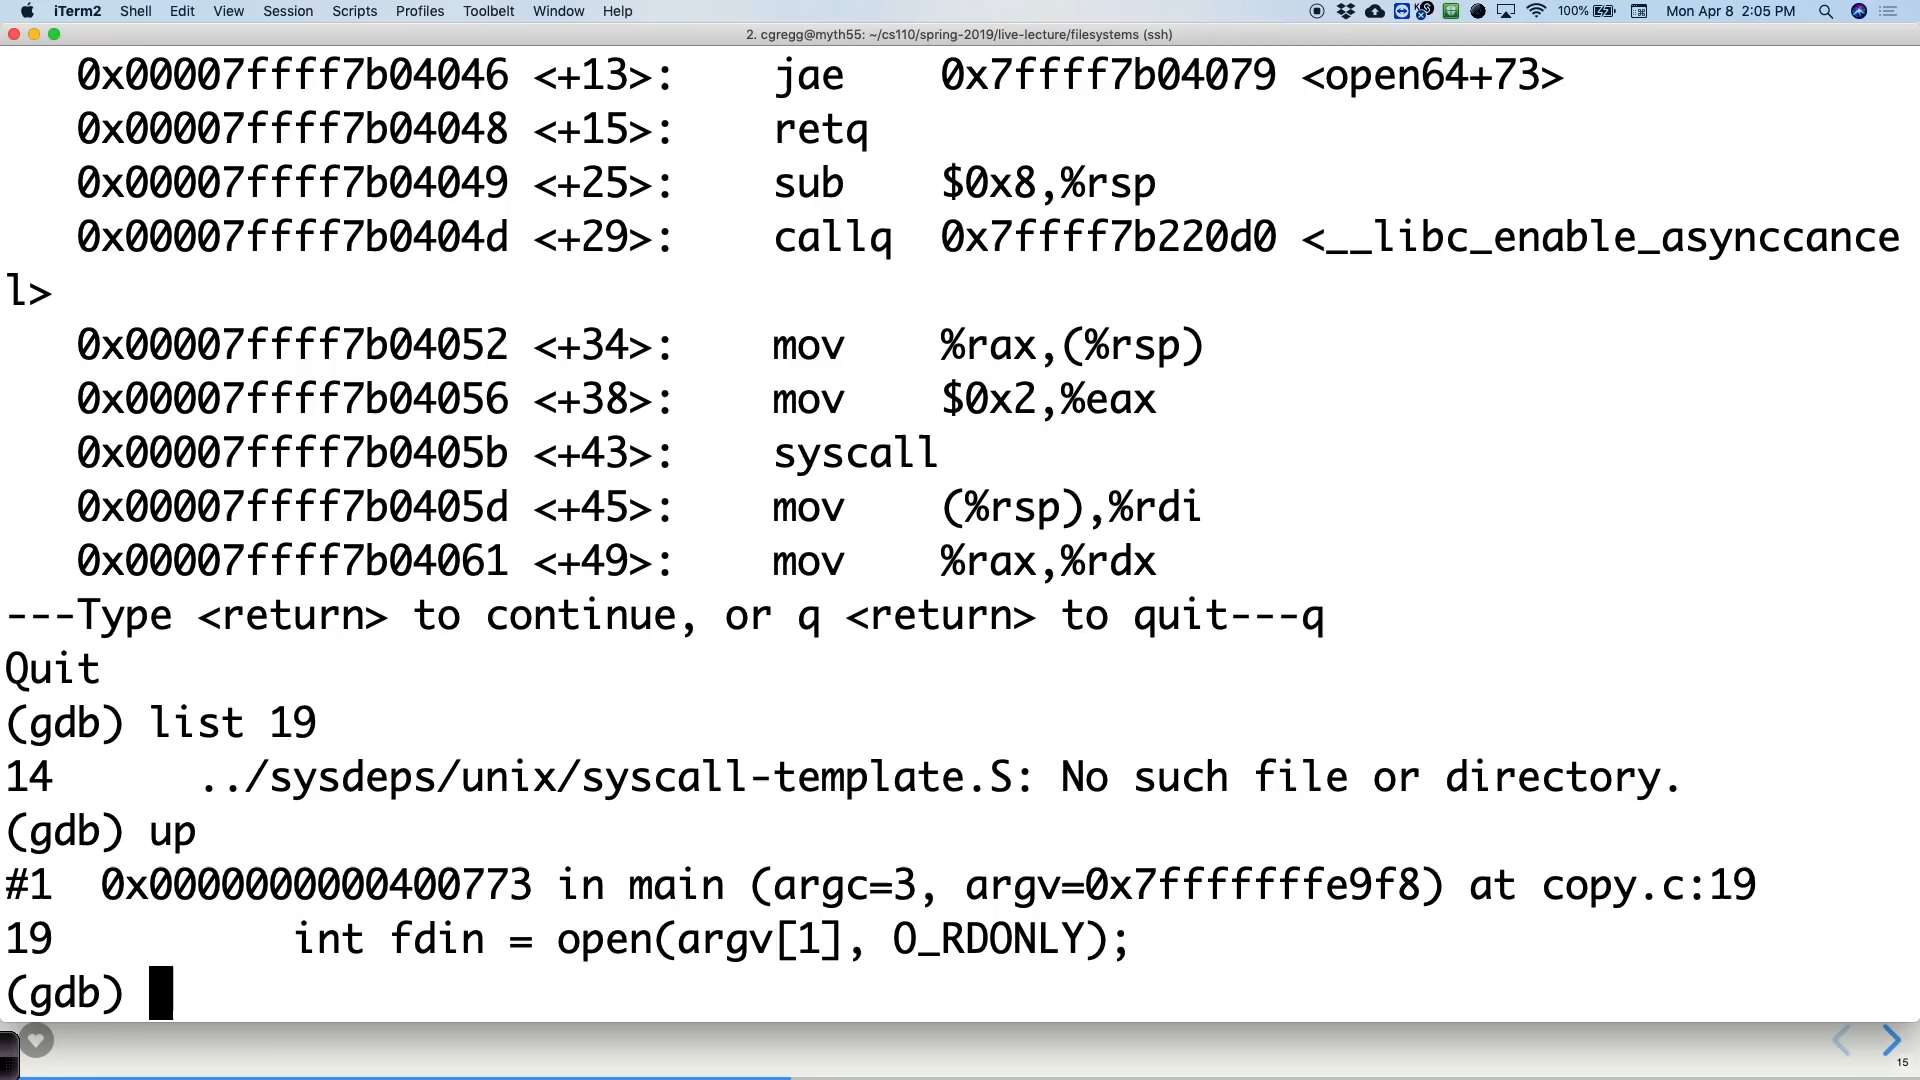 iTerm2 Shell Edit View Session Scripts Profiles Toolbelt Window Help 100% Mon Apr 8 2:05 PM
2. cgregg@myth55: ~/cs110/spring-2019/live-lecture/filesystems (ssh)
0x00007ffff7b04046 <+13>: jae 0x7ffff7b04079 <open64+73>
0x00007ffff7b04048 <+15>: retq
0x00007ffff7b04049 <+25>: sub $0x8,%rsp
0x00007ffff7b0404d <+29>: callq 0x7ffff7b220d0 <__libc_enable_asynccance
l>
0x00007ffff7b04052 <+34>: mov %rax,(%rsp)
0x00007ffff7b04056 <+38>: mov $0x2,%eax
0x00007ffff7b0405b <+43>: syscall
0x00007ffff7b0405d <+45>: mov (%rsp),%rdi
0x00007ffff7b04061 <+49>: mov %rax,%rdx
---Type <return> to continue, or q <return> to quit---q
Quit
(gdb) list 19
14 ../sysdeps/unix/syscall-template.S: No such file or directory.
(gdb) up
#1 0x0000000000400773 in main (argc=3, argv=0x7fffffffe9f8) at copy.c:19
19 int fdin = open(argv[1], O_RDONLY);
(gdb)
15